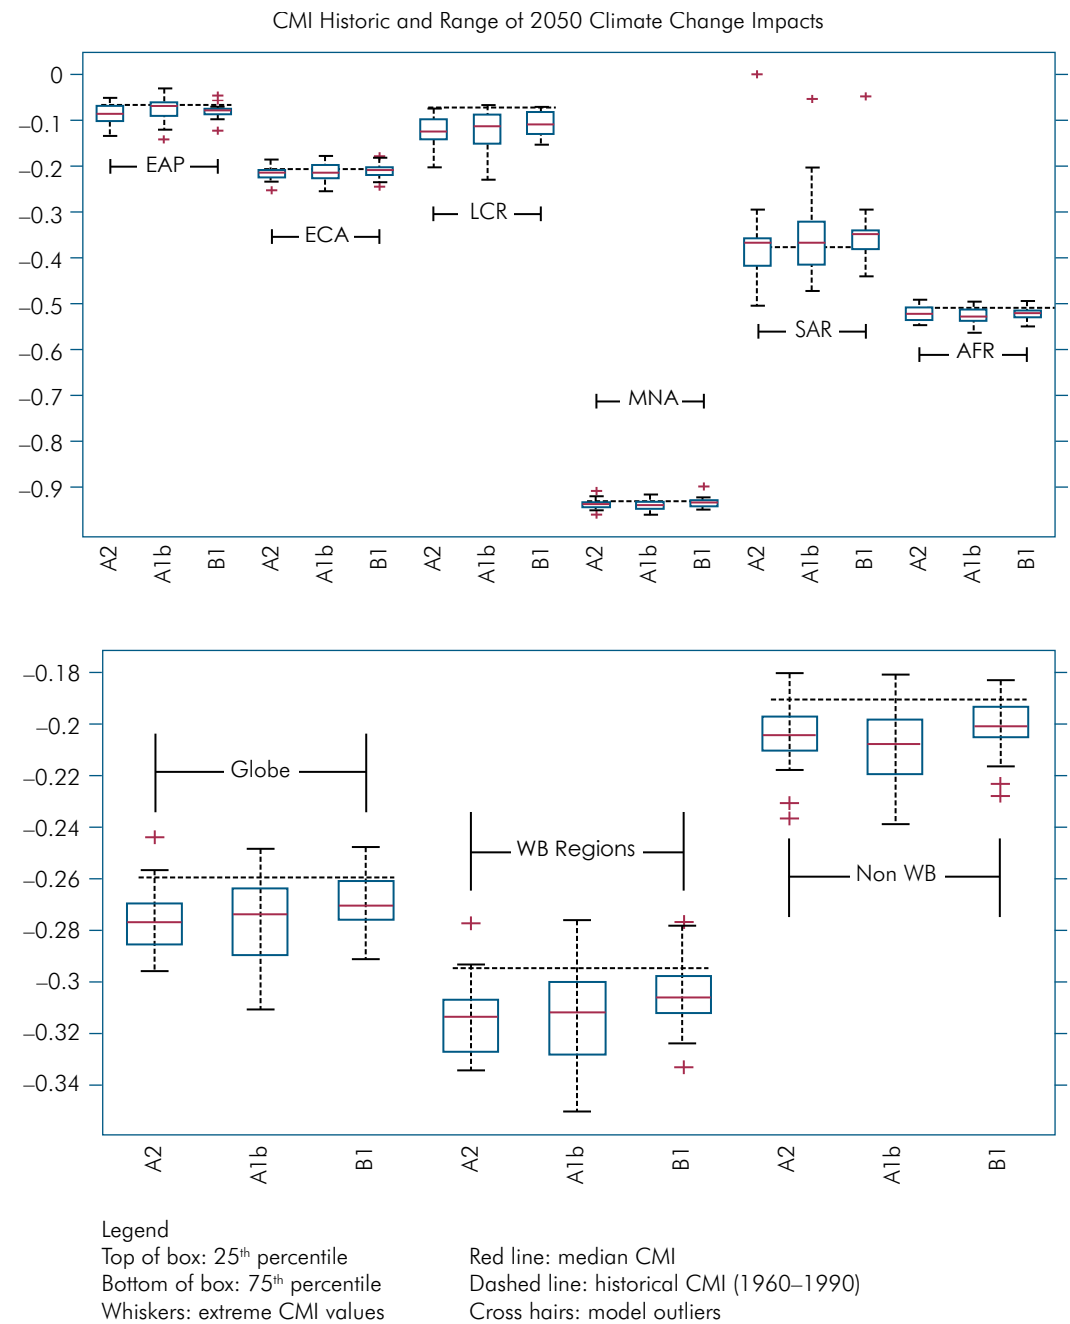 CMI Historic and Range of 2050 Climate Change Impacts
0
–0.1
–0.2
–0.3
–0.4
–0.5
–0.6
–0.7
–0.8
–0.9
EAP
ECA
LCR
MNA
SAR
AFR
A2 A1b B1 A2 A1b B1 A2 A1b B1 A2 A1b B1 A2 A1b B1 A2 A1b B1
–0.18
–0.2
–0.22
–0.24
–0.26
–0.28
–0.3
–0.32
–0.34
Globe
WB Regions
Non WB
A2 A1b B1 A2 A1b B1 A2 A1b B1
Legend
Top of box: 25th percentile
Bottom of box: 75th percentile
Whiskers: extreme CMI values
Red line: median CMI
Dashed line: historical CMI (1960–1990)
Cross hairs: model outliers